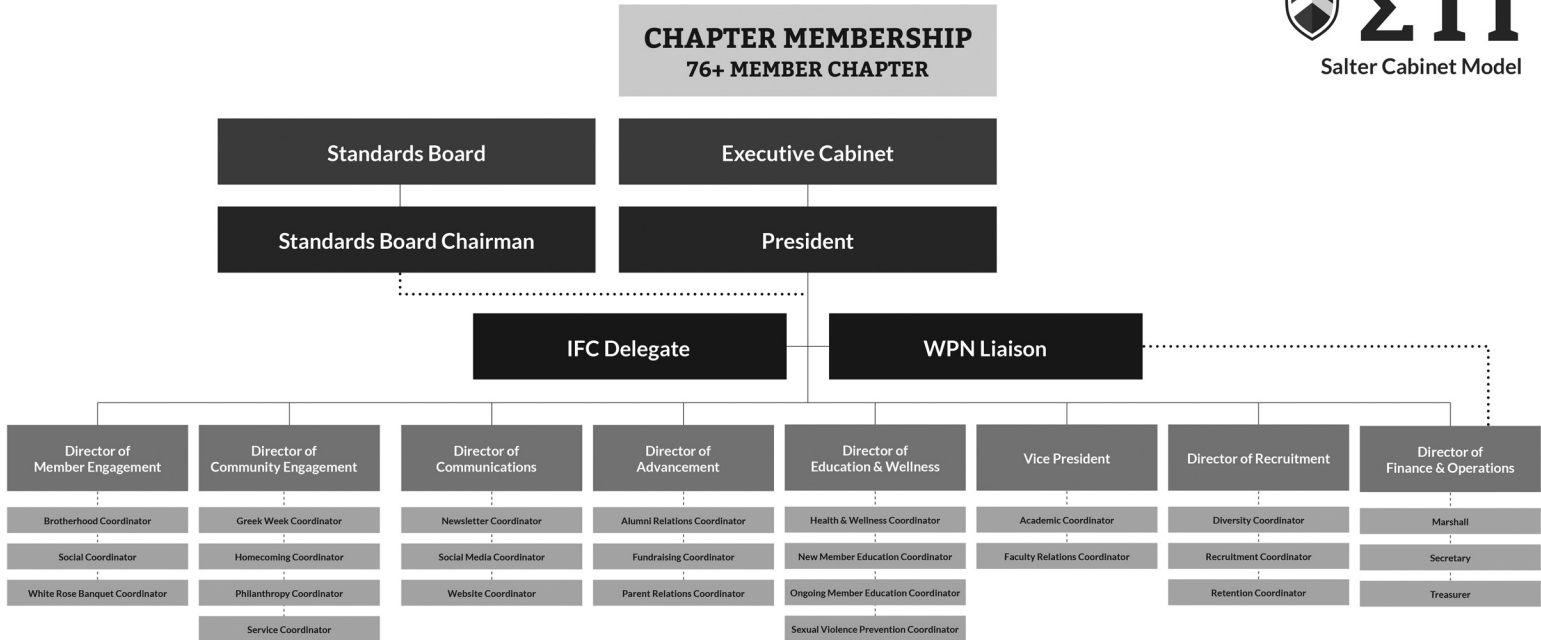 ΣΠ
Salter Cabinet Model
CHAPTER MEMBERSHIP
76+ MEMBER CHAPTER
Standards Board
Executive Cabinet
Standards Board Chairman
President
IFC Delegate
WPN Liaison
Director of
Member Engagement
Brotherhood Coordinator
Social Coordinator
White Rose Banquet Coordinator
Director of
Community Engagement
Greek Week Coordinator
Homecoming Coordinator
Philanthropy Coordinator
Service Coordinator
Director of
Communications
Newsletter Coordinator
Social Media Coordinator
Website Coordinator
Director of
Advancement
Alumni Relations Coordinator
Fundraising Coordinator
Parent Relations Coordinator
Director of
Education & Wellness
Health & Wellness Coordinator
New Member Education Coordinator
Ongoing Member Education Coordinator
Sexual Violence Prevention Coordinator
Vice President
Academic Coordinator
Faculty Relations Coordinator
Director of Recruitment
Diversity Coordinator
Recruitment Coordinator
Retention Coordinator
Director of
Finance & Operations
Marshall
Secretary
Treasurer